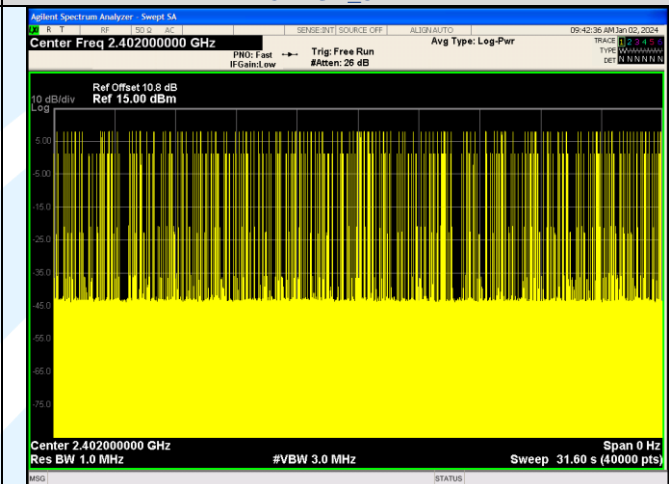 Agilent Spectrum Analyzer - Swept SA
R T RF 50 Ω AC SENSE:INT SOURCE OFF ALIGN AUTO 09:42:36 AM Jan 02, 2024
Center Freq 2.402000000 GHz
PNO: Fast
IFGain:Low
Trig: Free Run
#Atten: 26 dB
Avg Type: Log-Pwr
TRACE 1 2 3 4 5 6
TYPE
DET N N N N N N
Ref Offset 10.8 dB
10 dB/div Ref 15.00 dBm
Log
5.00
-5.00
-15.0
-25.0
-35.0
-45.0
-55.0
-65.0
-75.0
Center 2.402000000 GHz Span 0 Hz
Res BW 1.0 MHz #VBW 3.0 MHz Sweep 31.60 s (40000 pts)
MSG STATUS